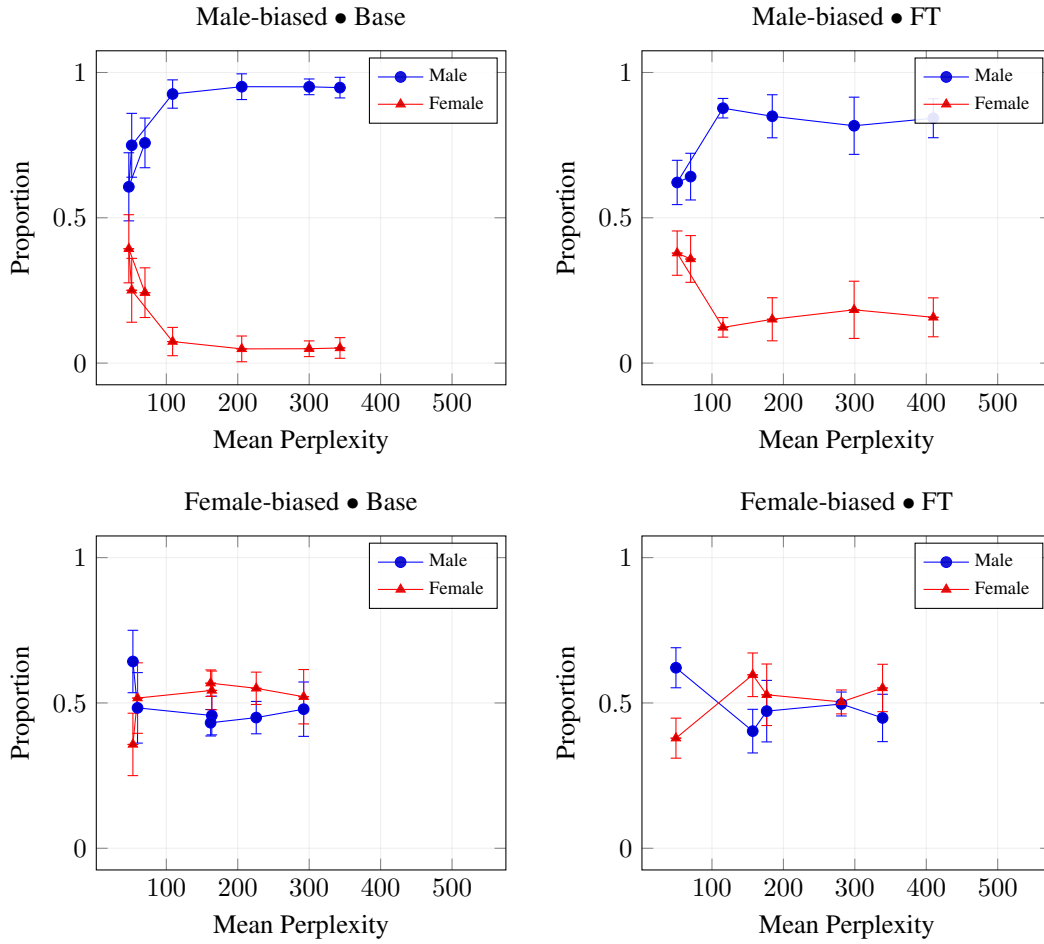 Male-biased ● Base
Male
Female
1
0.5
0
Proportion
100 200 300 400 500
Mean Perplexity
Male-biased ● FT
Male
Female
1
0.5
0
Proportion
100 200 300 400 500
Mean Perplexity
Female-biased ● Base
Male
Female
1
0.5
0
Proportion
100 200 300 400 500
Mean Perplexity
Female-biased ● FT
Male
Female
1
0.5
0
Proportion
100 200 300 400 500
Mean Perplexity